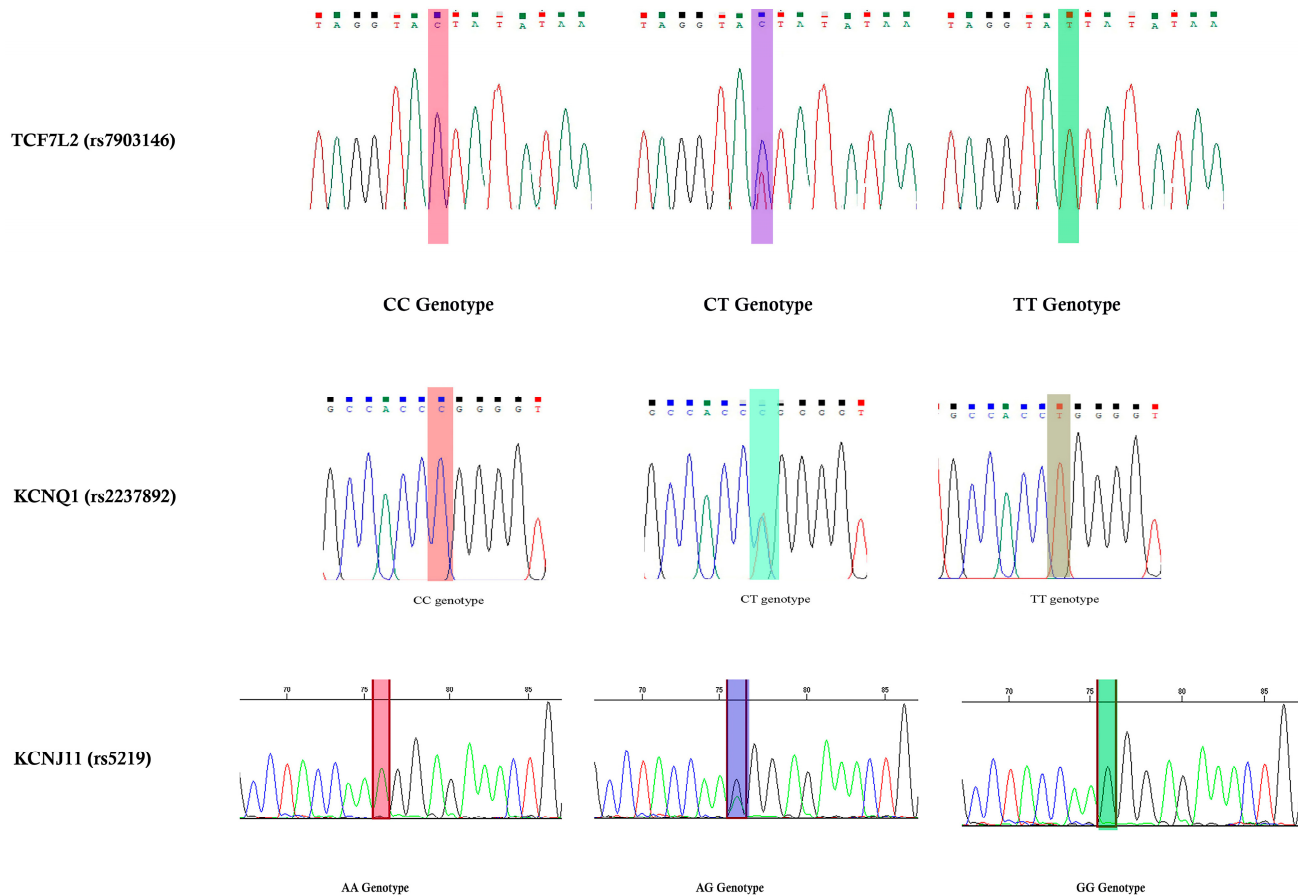 T A G G T A C T A T A T A A
T A G G T A C T A T A T A A
T A G G T A T T A T A T A A
TCF7L2 (rs7903146)
CC Genotype
CT Genotype
TT Genotype
G C C A C C C G G G G T
G C C A C C C G G G G T
G C C A C C T G G G G T
KCNQ1 (rs2237892)
CC genotype
CT genotype
TT genotype
70 75 80 85
70 75 80 85
70 75 80 85
KCNJ11 (rs5219)
AA Genotype
AG Genotype
GG Genotype